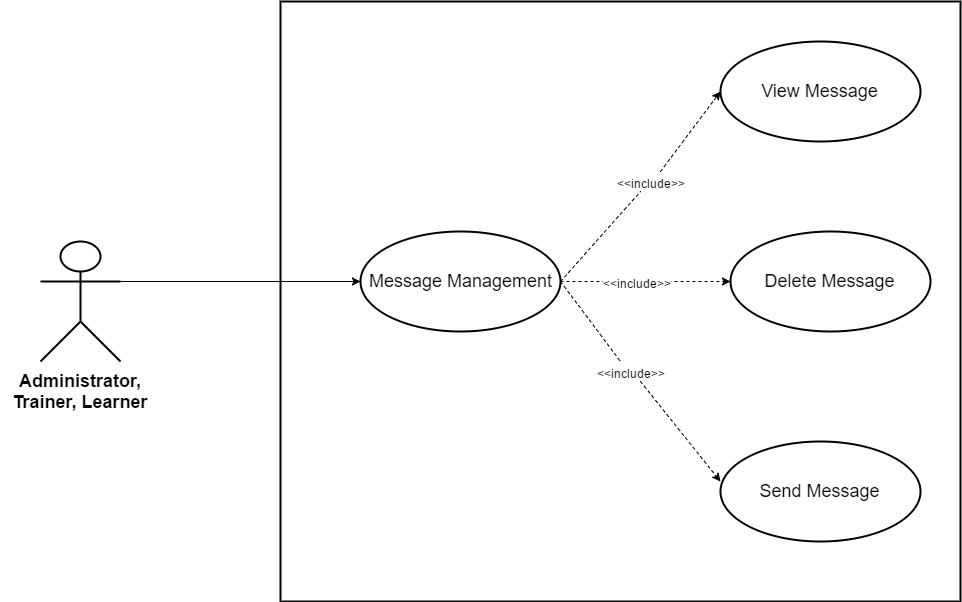 View Message
<<include>>
Message Management
<<include>>
Delete Message
<<include>>
Administrator,
Trainer, Learner
Send Message